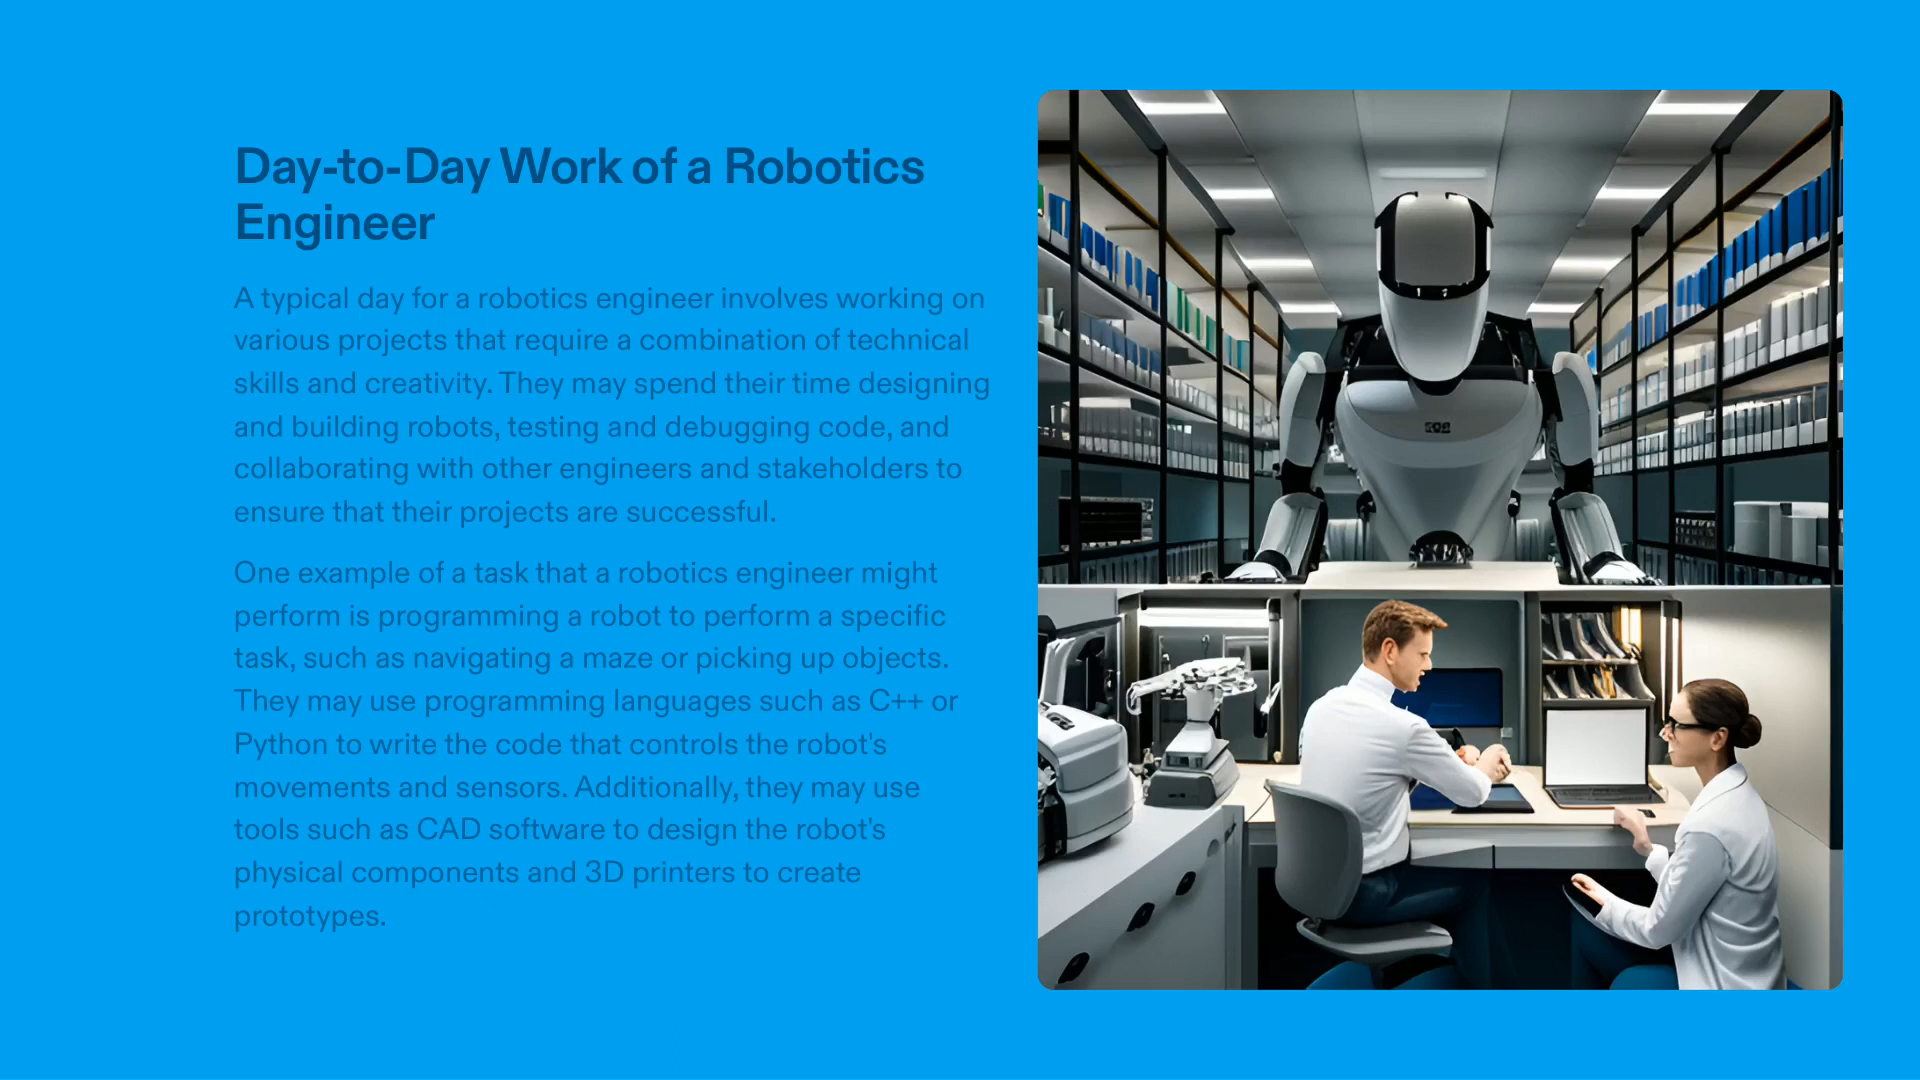 Day-to-Day Work of a Robotics
Engineer
A typical day for a robotics engineer involves working on
various projects that require a combination of technical
skills and creativity. They may spend their time designing
and building robots, testing and debugging code, and
collaborating with other engineers and stakeholders to
ensure that their projects are successful.
One example of a task that a robotics engineer might
perform is programming a robot to perform a specific
task, such as navigating a maze or picking up objects.
They may use programming languages such as C++ or
Python to write the code that controls the robot's
movements and sensors. Additionally, they may use
tools such as CAD software to design the robot's
physical components and 3D printers to create
prototypes.